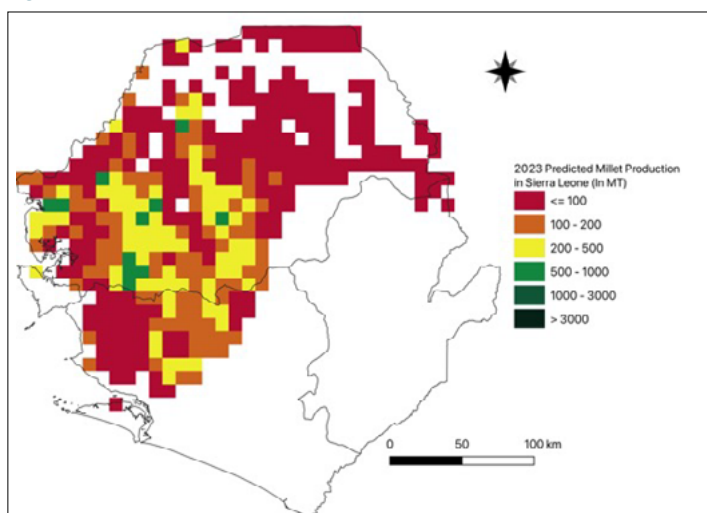 2023 Predicted Millet Production
in Sierra Leone (In MT)
<= 100
100 - 200
200 - 500
500 - 1000
1000 - 3000
> 3000
0 50 100 km